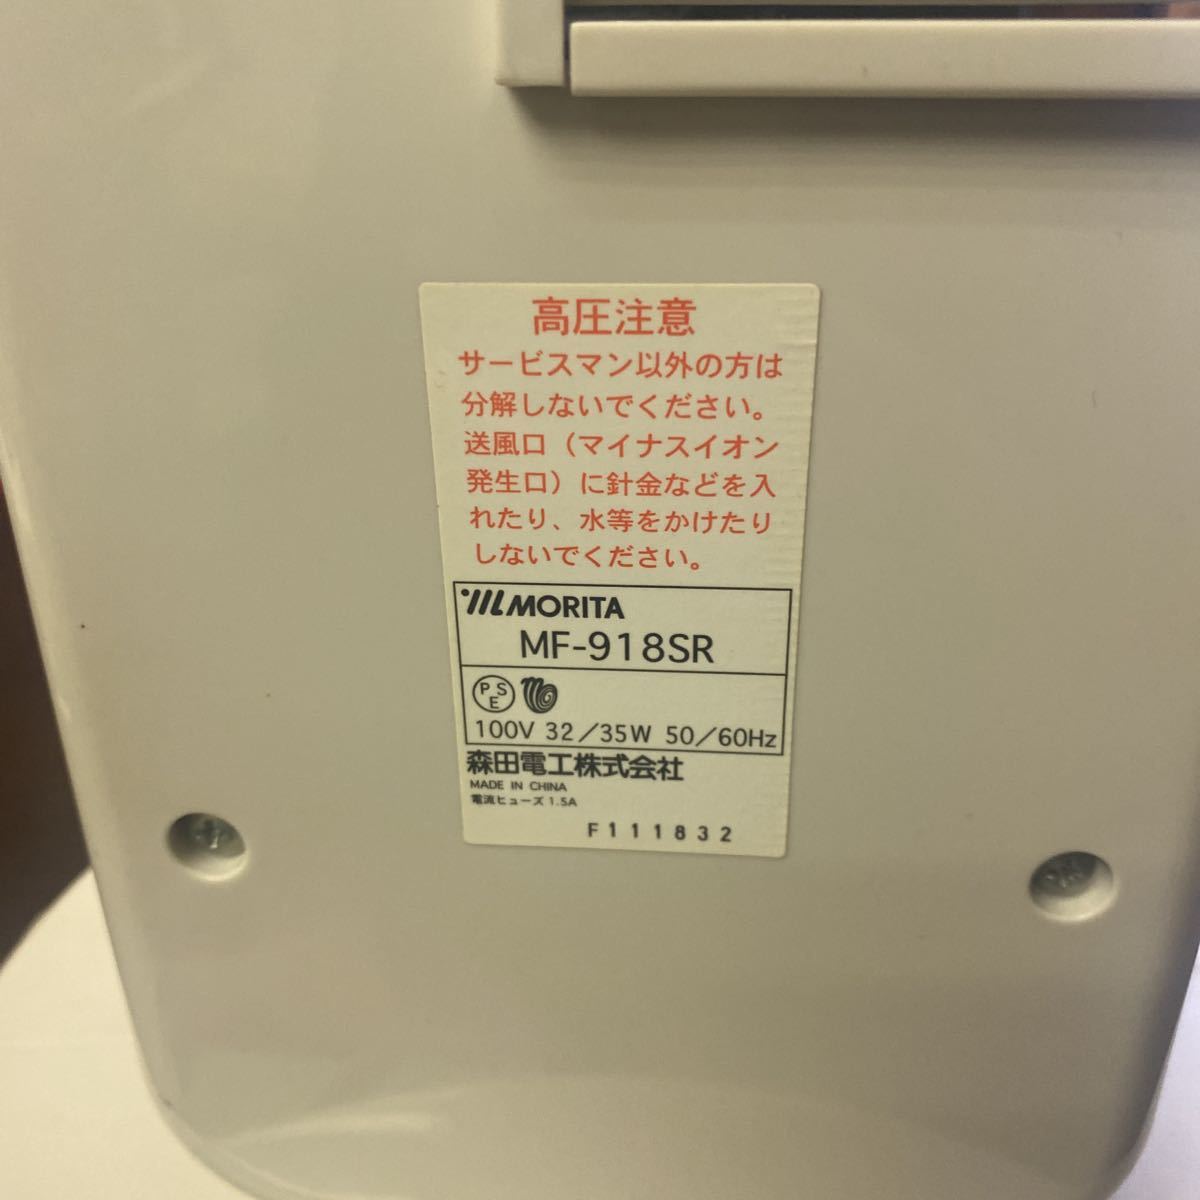 高圧注意
サービスマン以外の方は
分解しないでください。
送風口（マイナスイオン
発生口）に針金などを入
れたり、水等をかけたり
しないでください。
MORITA
MF-918SR
PSE
100V 32／35W 50／60Hz
森田電工株式会社
MADE IN CHINA
電流ヒューズ 1.5A
F111832